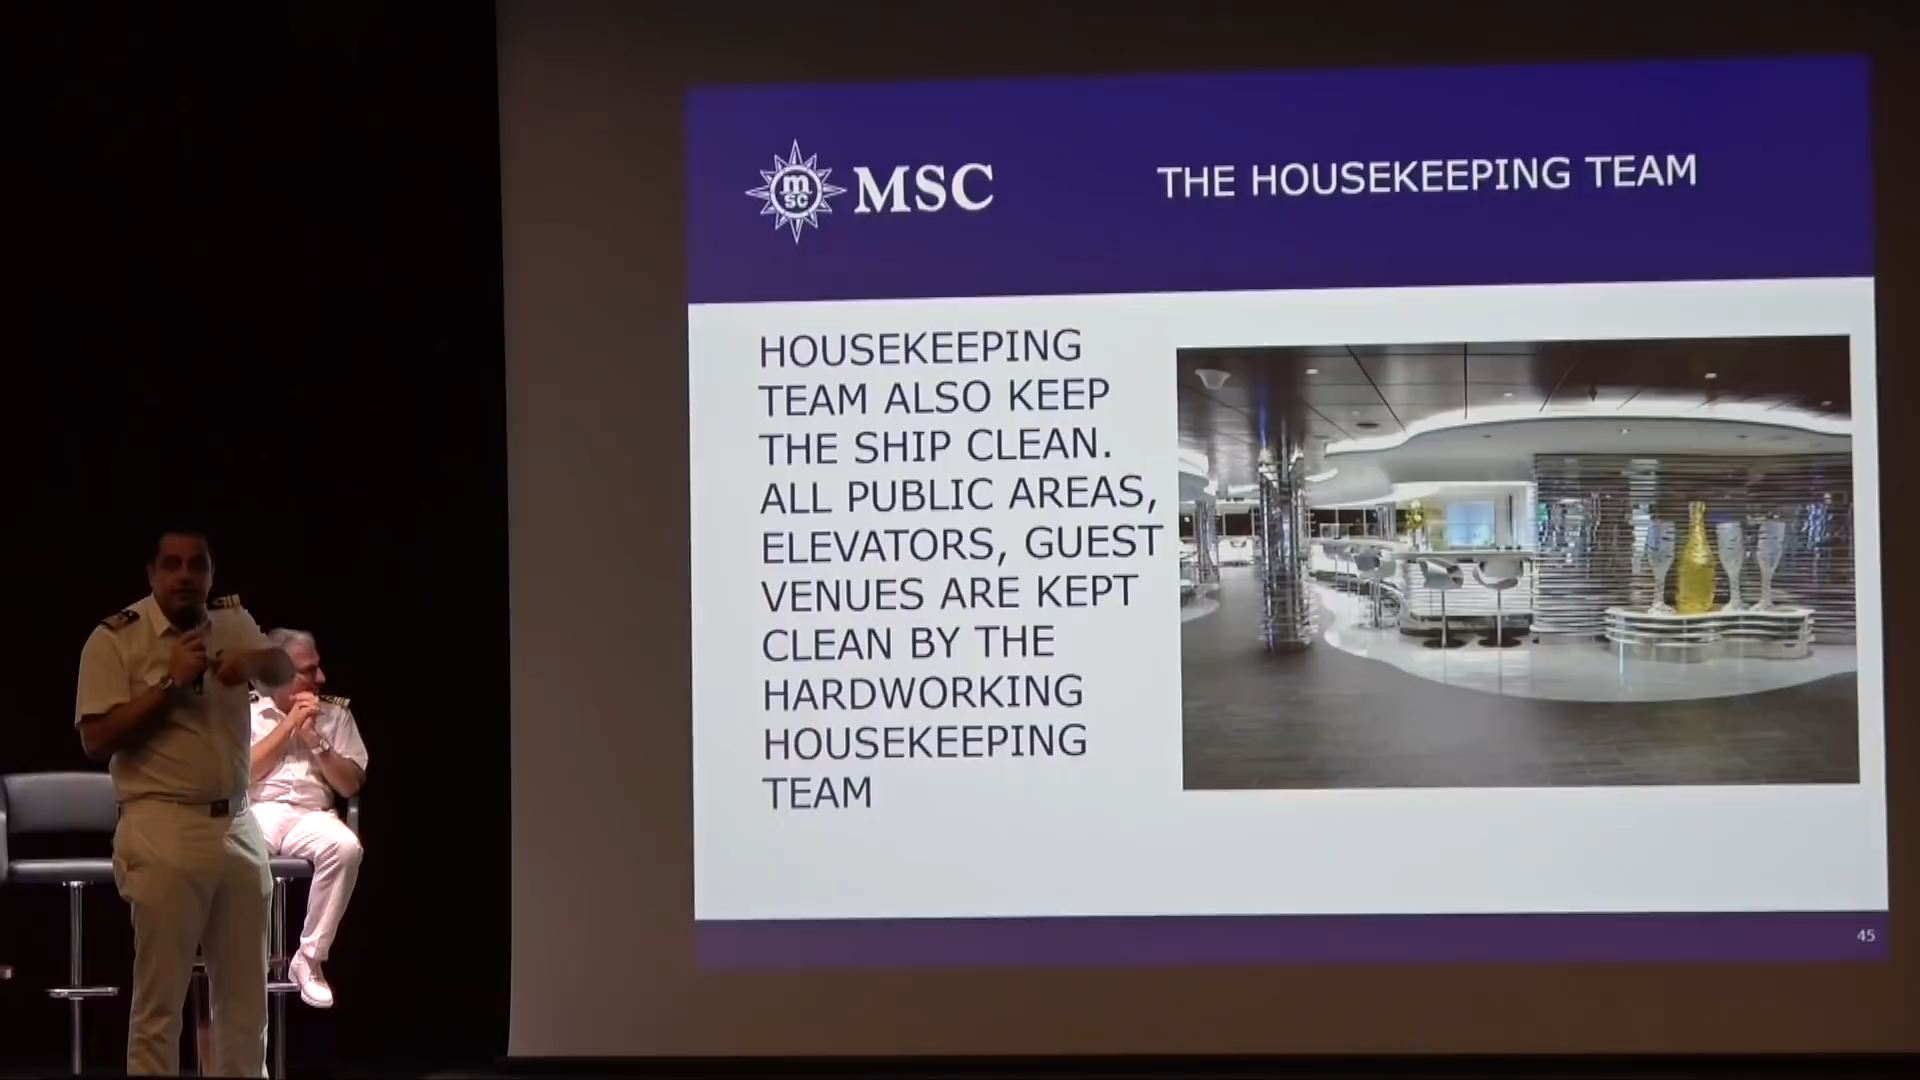 m
sc
MSC
THE HOUSEKEEPING TEAM
HOUSEKEEPING
TEAM ALSO KEEP
THE SHIP CLEAN.
ALL PUBLIC AREAS,
ELEVATORS, GUEST
VENUES ARE KEPT
CLEAN BY THE
HARDWORKING
HOUSEKEEPING
TEAM
45